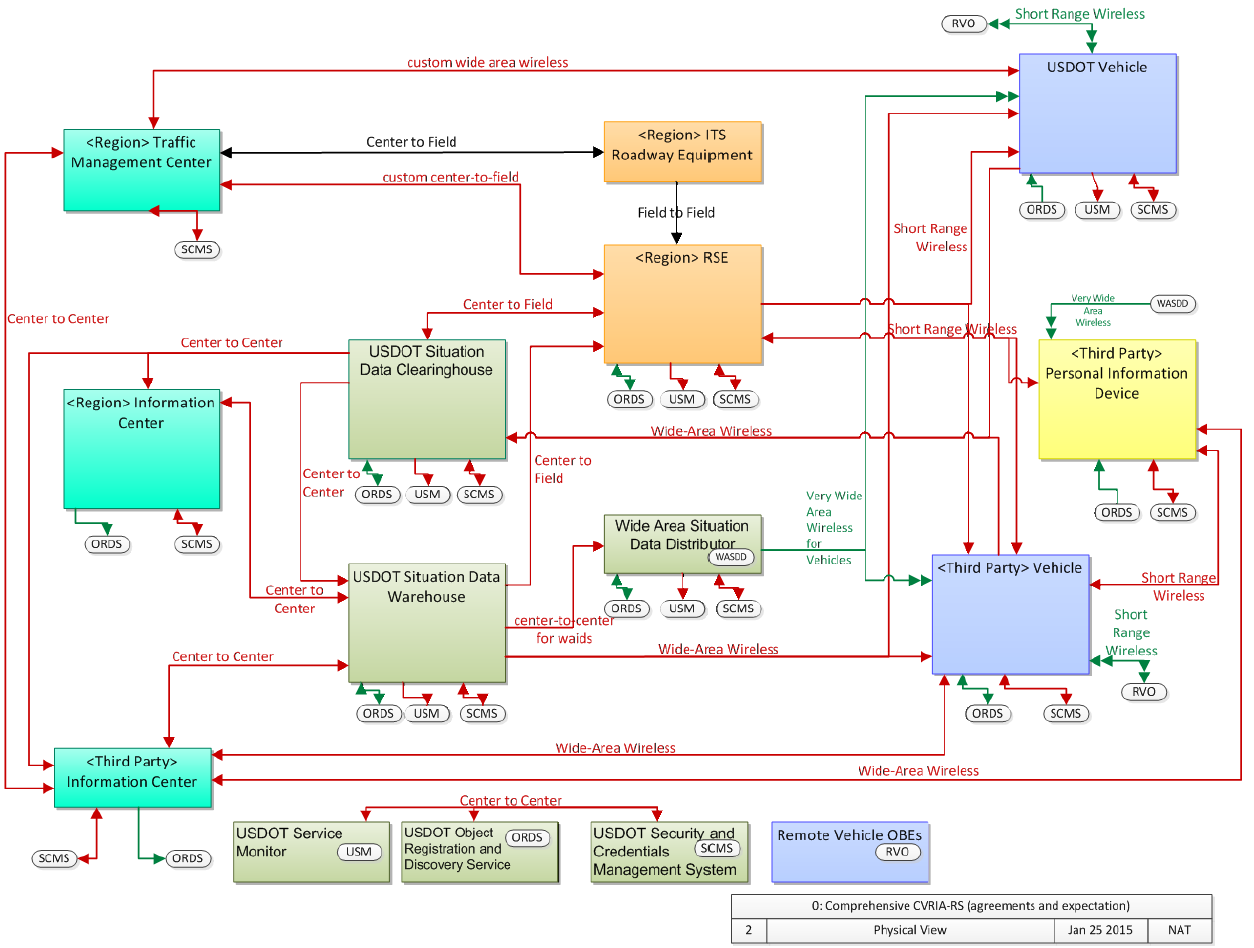 Short Range Wireless
RVO
custom wide area wireless
USDOT Vehicle
<Region> Traffic
Management Center
Center to Field
<Region> ITS
Roadway Equipment
custom center-to-field
ORDS
USM
SCMS
Field to Field
SCMS
Short Range
Wireless
<Region> RSE
Center to Field
Very Wide
Area
Wireless
WASDD
Center to Center
Short Range Wireless
Center to Center
USDOT Situation
Data Clearinghouse
<Third Party>
Personal Information
Device
ORDS
USM
SCMS
<Region> Information
Center
Wide-Area Wireless
Center to
Field
Center to
Center
ORDS
USM
SCMS
Very Wide
Area
Wireless
for
Vehicles
ORDS
SCMS
ORDS
SCMS
Wide Area Situation
Data Distributor
WASDD
USDOT Situation Data
Warehouse
<Third Party> Vehicle
Short Range
Wireless
Center to
Center
ORDS
USM
SCMS
center-to-center
for waids
Short
Range
Wireless
Wide-Area Wireless
Center to Center
RVO
ORDS
USM
SCMS
ORDS
SCMS
Wide-Area Wireless
<Third Party>
Information Center
Wide-Area Wireless
Center to Center
USDOT Service
Monitor
USM
USDOT Object
Registration and
Discovery Service
ORDS
USDOT Security and
Credentials
Management System
SCMS
Remote Vehicle OBEs
RVO
SCMS
ORDS
0: Comprehensive CVRIA-RS (agreements and expectation)
2
Physical View
Jan 25 2015
NAT